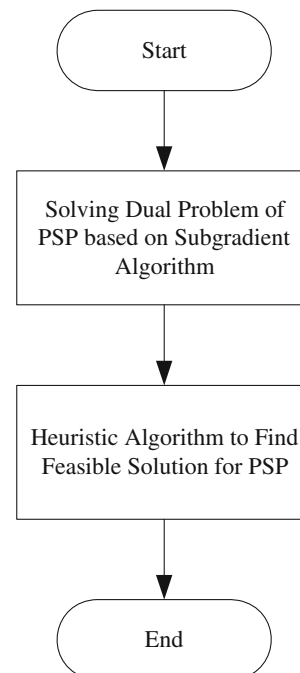 Start
Solving Dual Problem of
PSP based on Subgradient
Algorithm
Heuristic Algorithm to Find
Feasible Solution for PSP
End